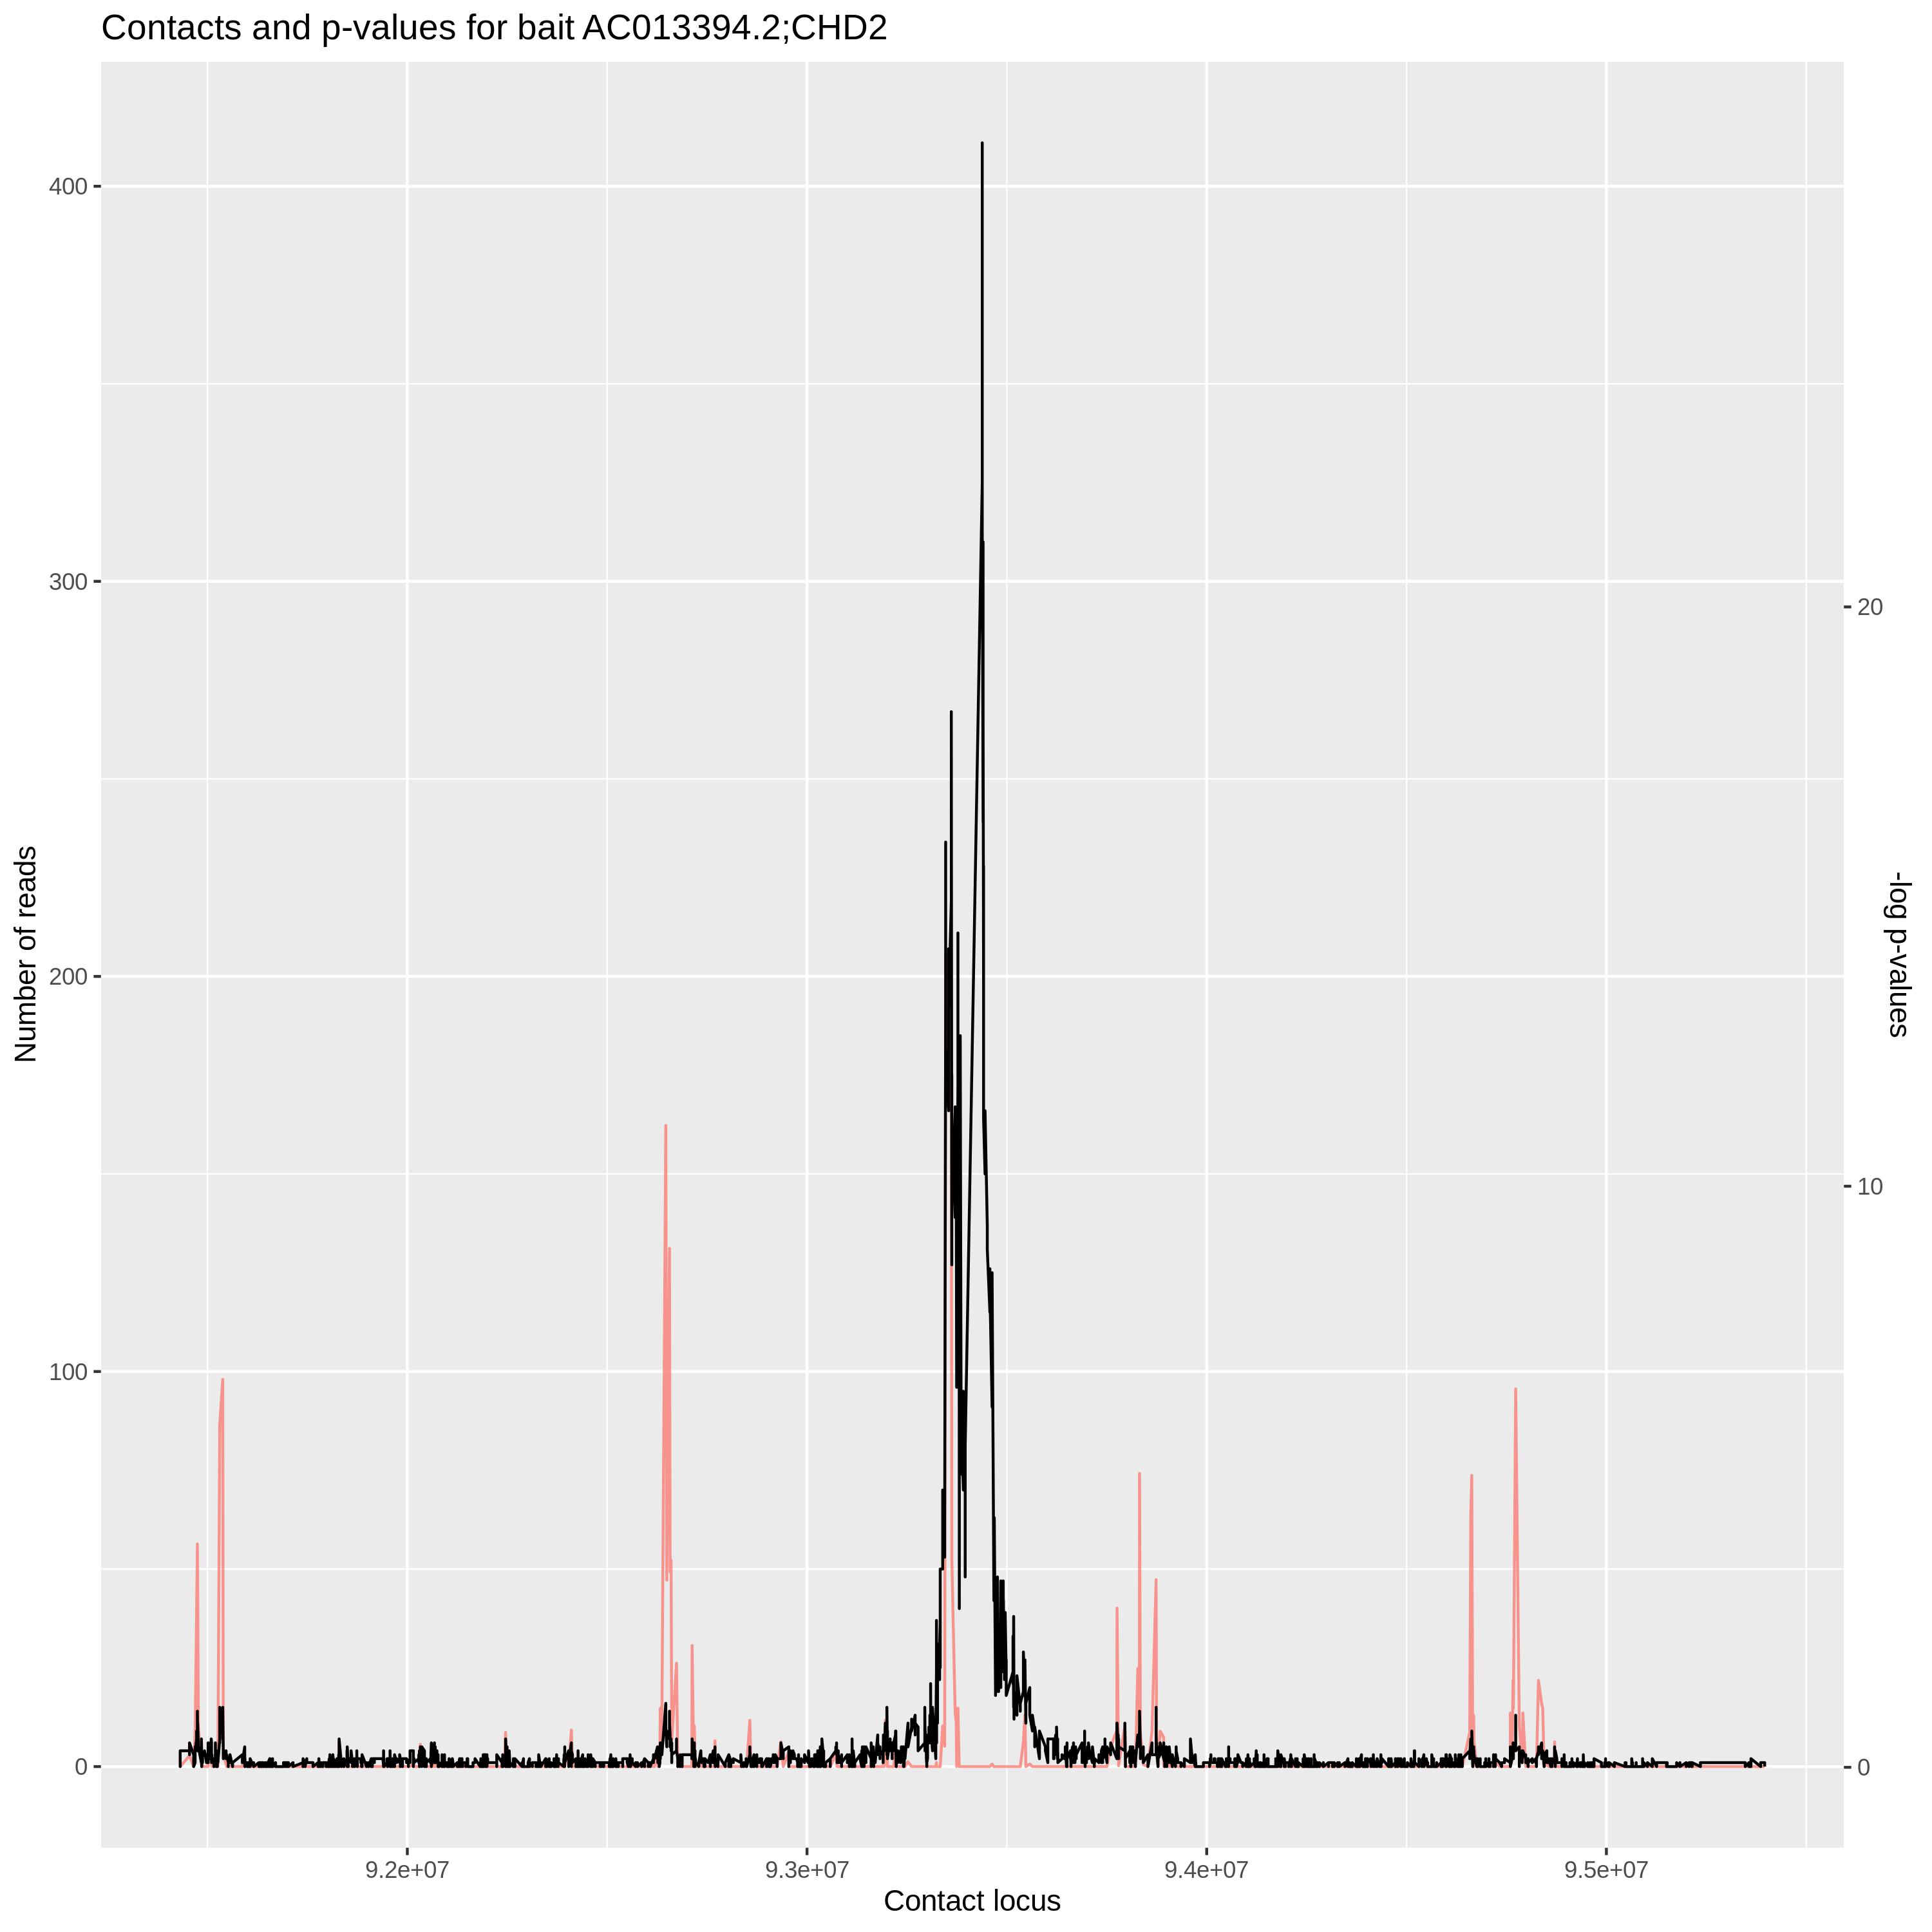 Contacts and p-values for bait AC013394.2;CHD2
400
300
200
100
0
Number of reads
20
10
0
-log p-values
9.2e+07
9.3e+07
9.4e+07
9.5e+07
Contact locus